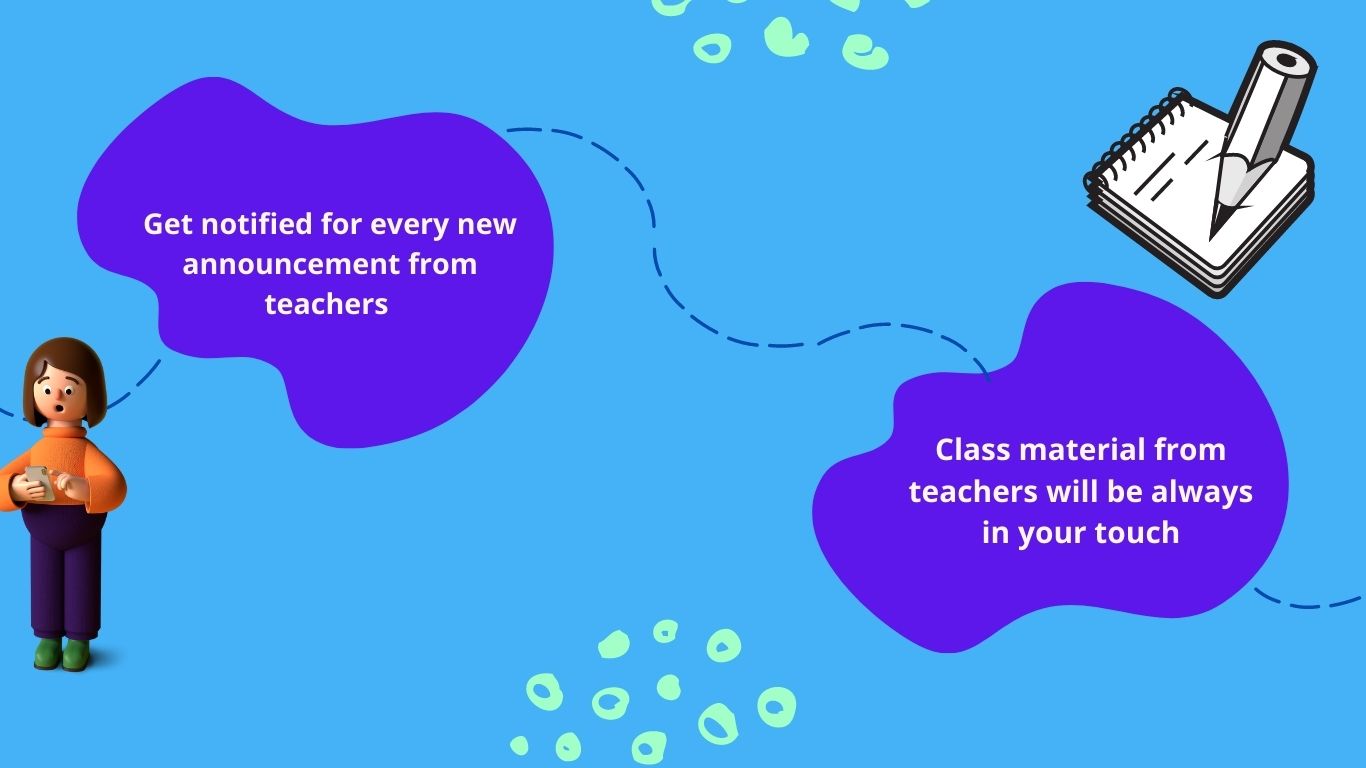 Get notified for every new
announcement from
teachers
Class material from
teachers will be always
in your touch